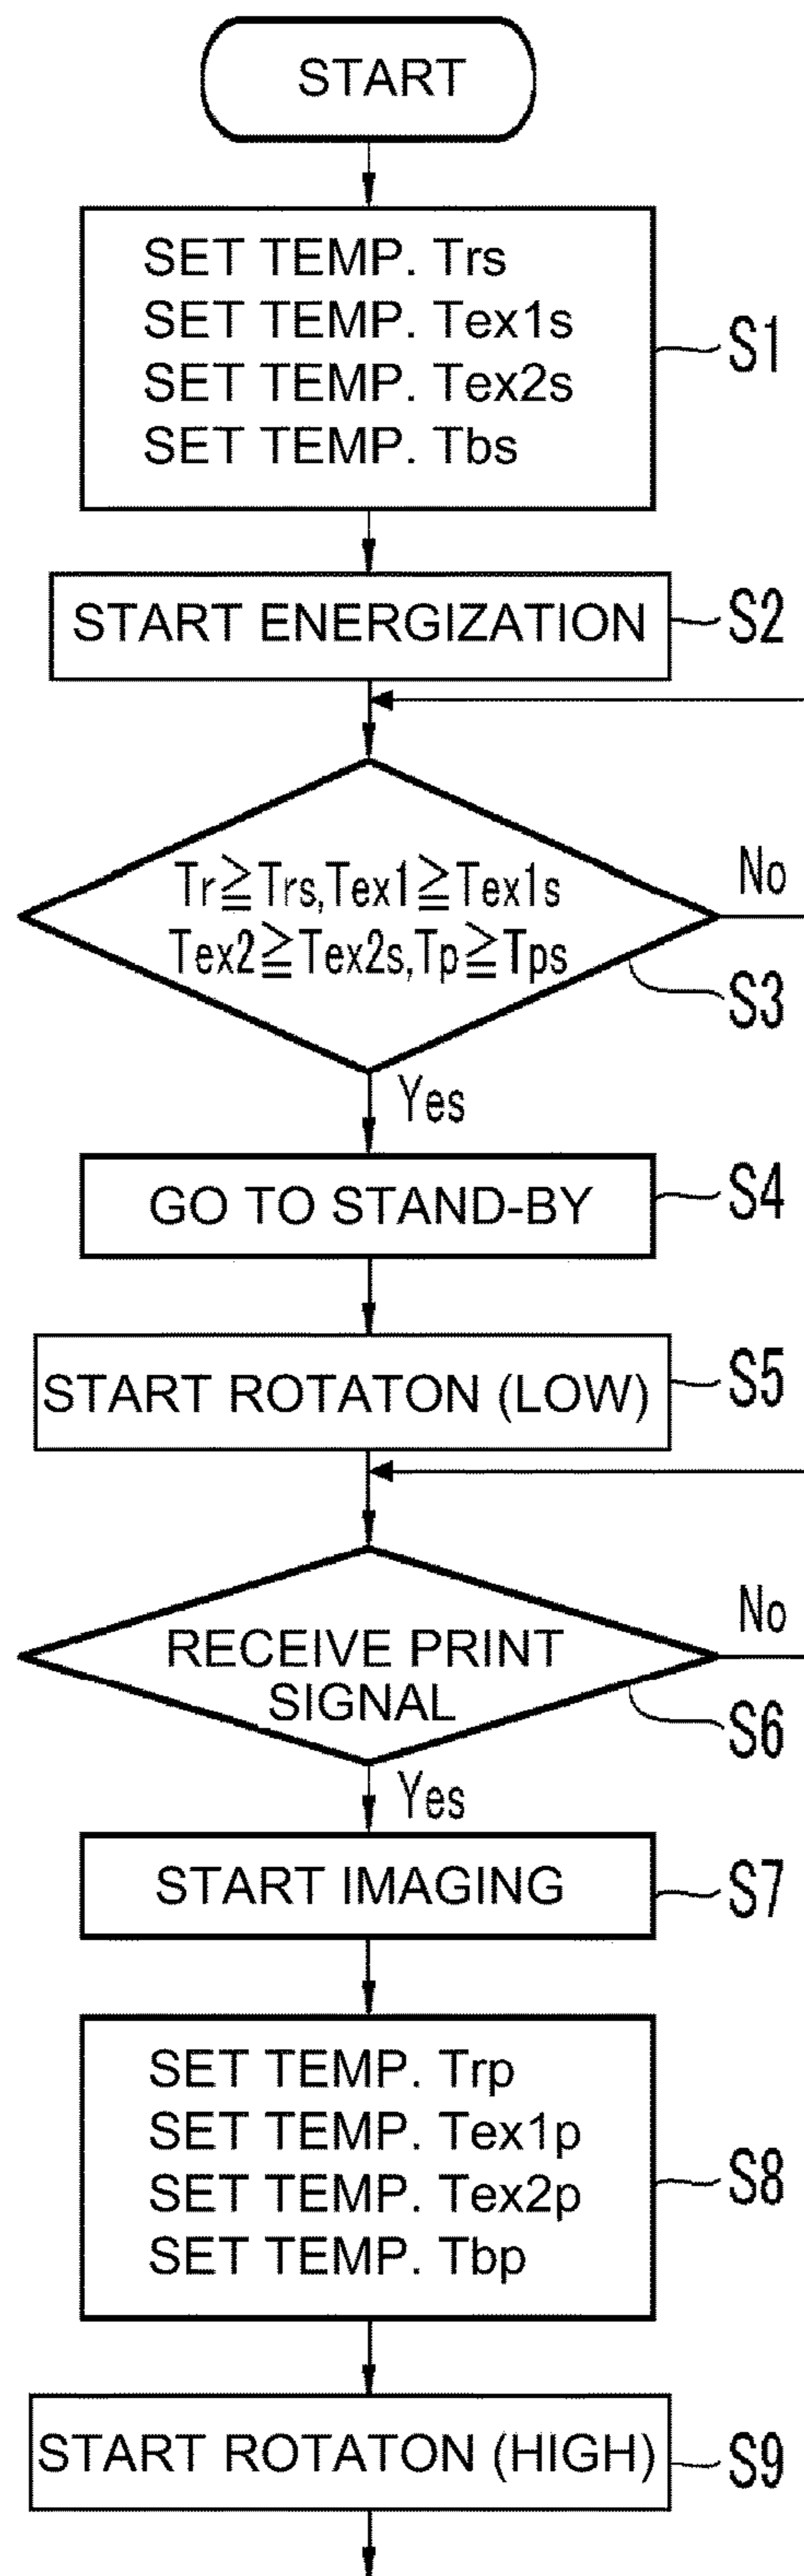 START
SET TEMP. Trs
SET TEMP. Tex1s
SET TEMP. Tex2s
SET TEMP. Tbs
S1
START ENERGIZATION
S2
Tr≧Trs,Tex1≧Tex1s
Tex2≧Tex2s,Tp≧Tps
No
S3
Yes
GO TO STAND-BY
S4
START ROTATON (LOW)
S5
RECEIVE PRINT
SIGNAL
No
S6
Yes
START IMAGING
S7
SET TEMP. Trp
SET TEMP. Tex1p
SET TEMP. Tex2p
SET TEMP. Tbp
S8
START ROTATON (HIGH)
S9